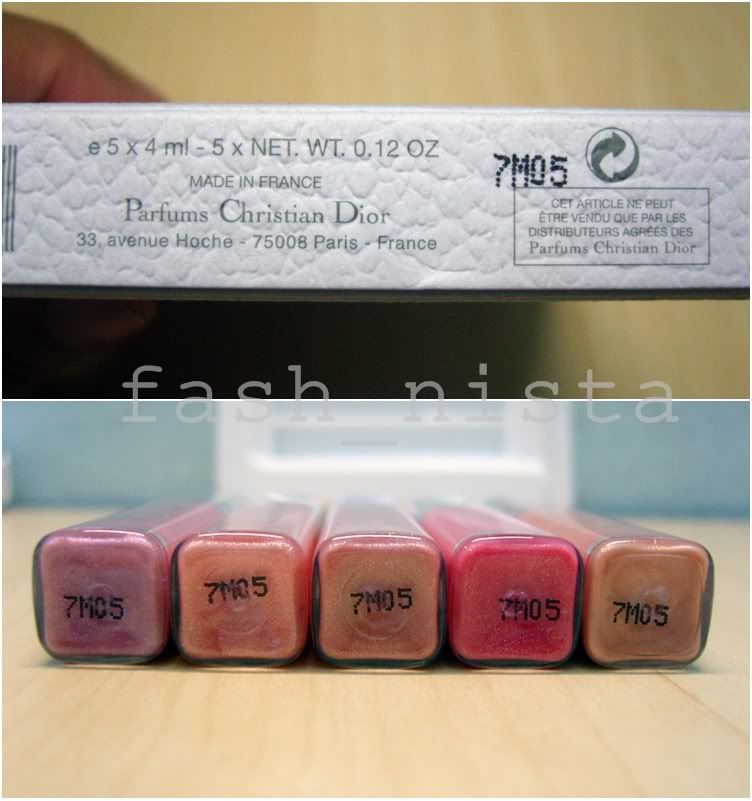 e 5 x 4 ml - 5 x NET. WT. 0.12 OZ
MADE IN FRANCE
Parfums Christian Dior
33, avenue Hoche - 75008 Paris - France
7M05
CET ARTICLE NE PEUT
ÊTRE VENDU QUE PAR LES
DISTRIBUTEURS AGRÉÉS DES
Parfums Christian Dior
fash_nista
7M05 7M05 7M05 7M05 7M05